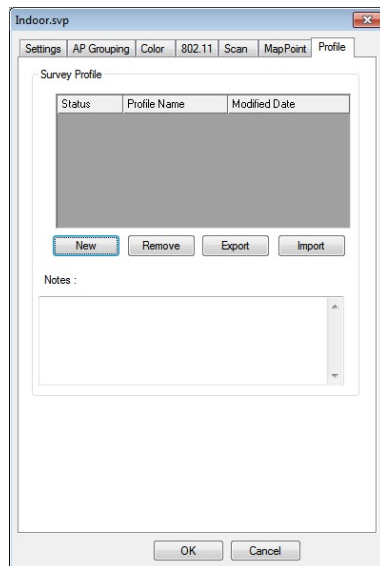 Indoor.svp
Settings AP Grouping Color 802.11 Scan MapPoint Profile
Survey Profile
Status Profile Name Modified Date
New Remove Export Import
Notes :
OK Cancel